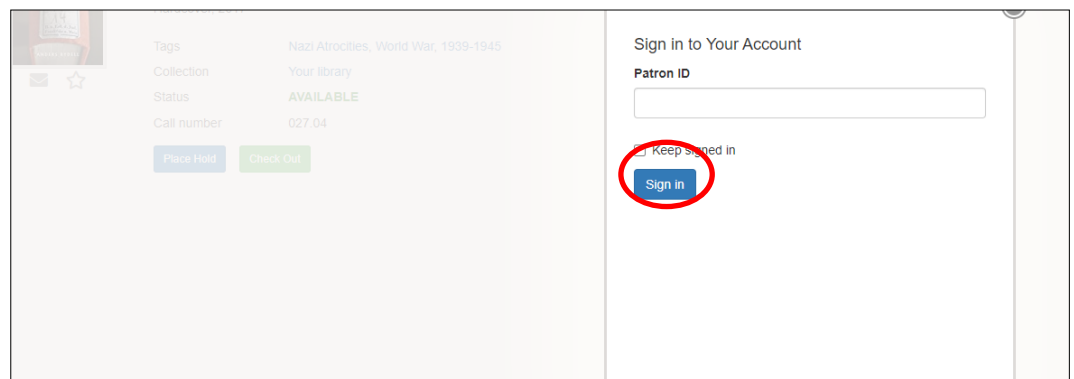 Tags Nazi Atrocities, World War, 1939-1945
Collection Your library
Status AVAILABLE
Call number 027.04
Place Hold Check Out
Sign in to Your Account
Patron ID
Keep signed in
Sign in